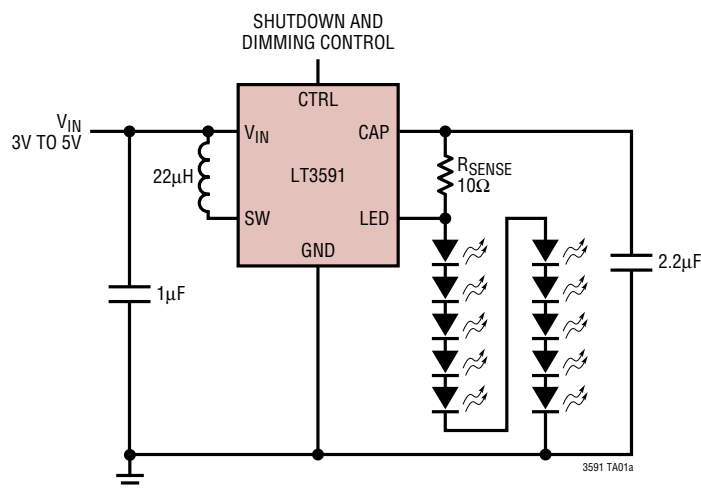 SHUTDOWN AND
DIMMING CONTROL
VIN
3V TO 5V
CTRL
VIN
CAP
LT3591
SW
LED
GND
22µH
RSENSE
10Ω
1µF
2.2µF
3591 TA01a